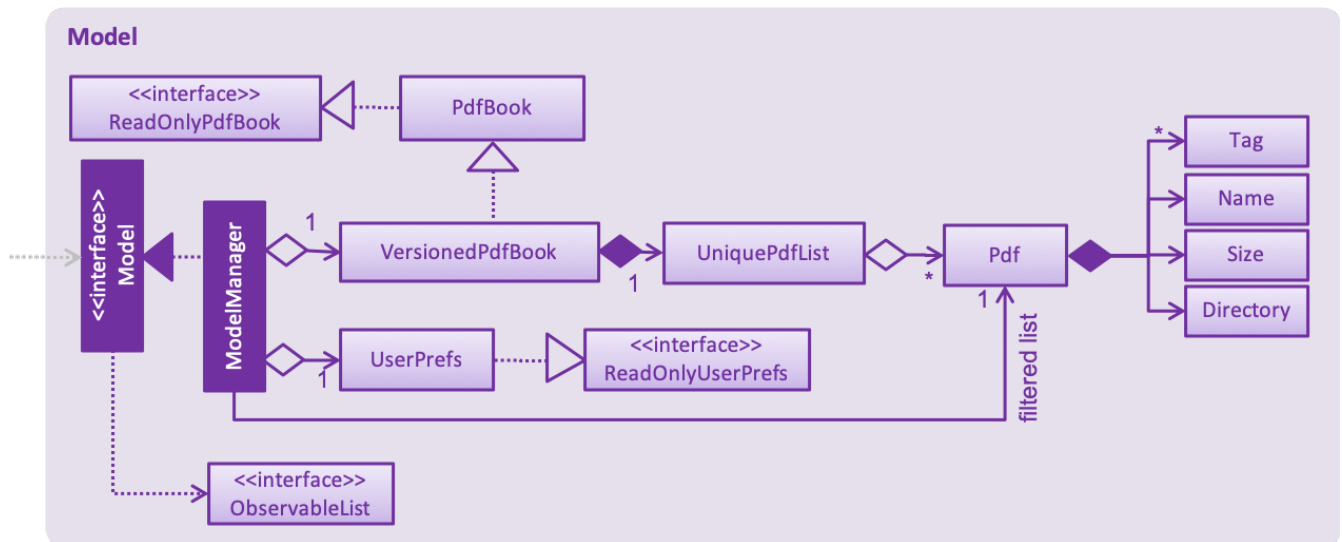 Model
<<interface>>
ReadOnlyPdfBook
PdfBook
<<interface>>
Model
ModelManager
1
VersionedPdfBook
1
UniquePdfList
*
Pdf
1
*
Tag
Name
Size
Directory
1
UserPrefs
<<interface>>
ReadOnlyUserPrefs
filtered list
<<interface>>
ObservableList